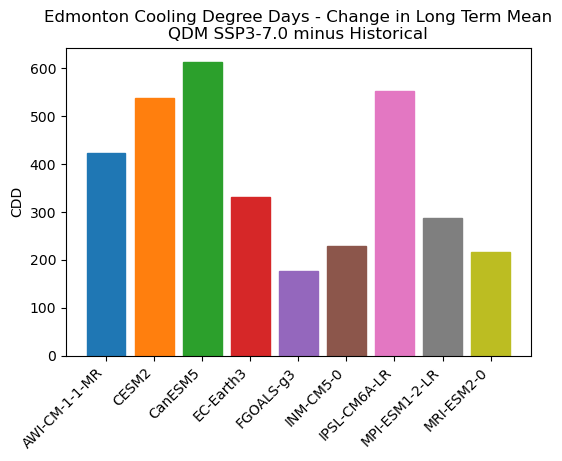 Edmonton Cooling Degree Days - Change in Long Term Mean
QDM SSP3-7.0 minus Historical
CDD
600
500
400
300
200
100
0
AWI-CM-1-1-MR
CESM2
CanESM5
EC-Earth3
FGOALS-g3
INM-CM5-0
IPSL-CM6A-LR
MPI-ESM1-2-LR
MRI-ESM2-0